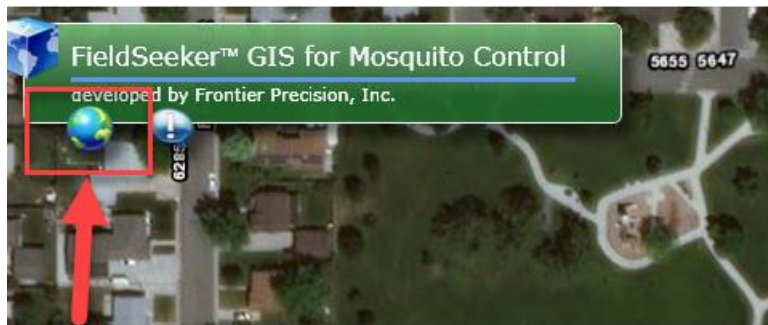 FieldSeeker™ GIS for Mosquito Control
5655 5647
developed by Frontier Precision, Inc.
6285